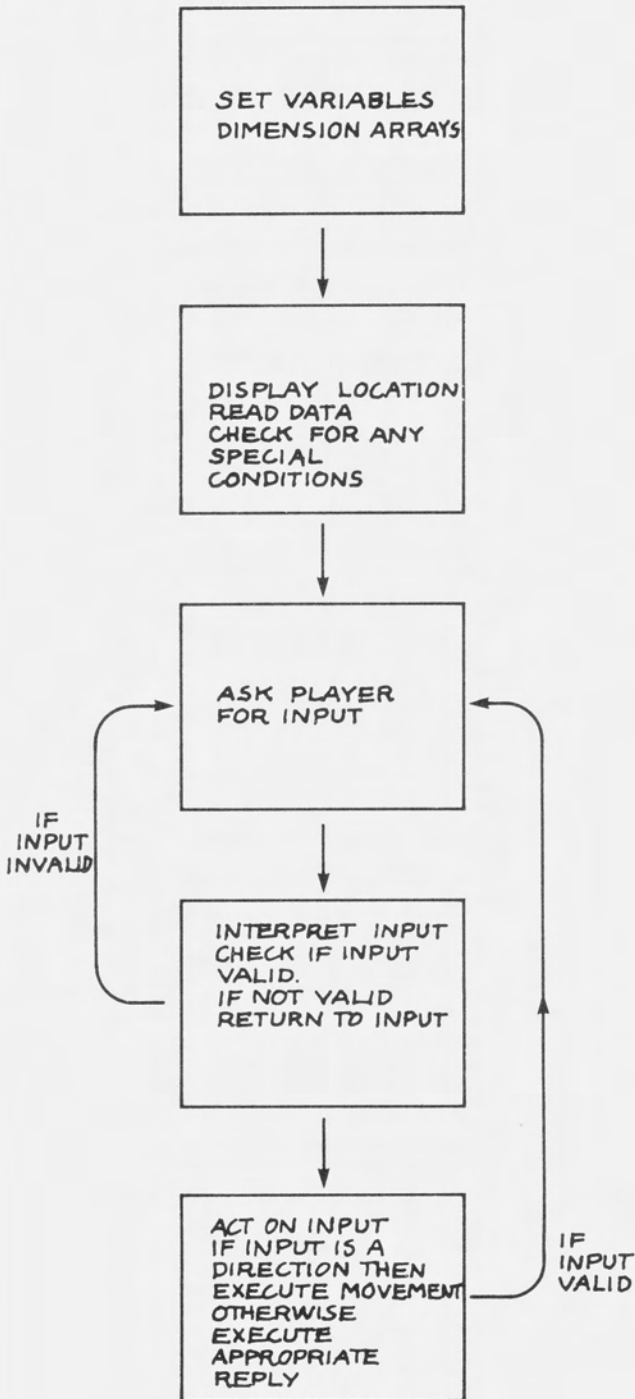 SET VARIABLES
DIMENSION ARRAYS
DISPLAY LOCATION
READ DATA
CHECK FOR ANY
SPECIAL
CONDITIONS
ASK PLAYER
FOR INPUT
IF
INPUT
INVALID
INTERPRET INPUT
CHECK IF INPUT
VALID.
IF NOT VALID
RETURN TO INPUT
ACT ON INPUT
IF INPUT IS A
DIRECTION THEN
EXECUTE MOVEMENT
OTHERWISE
EXECUTE
APPROPRIATE
REPLY
IF
INPUT
VALID